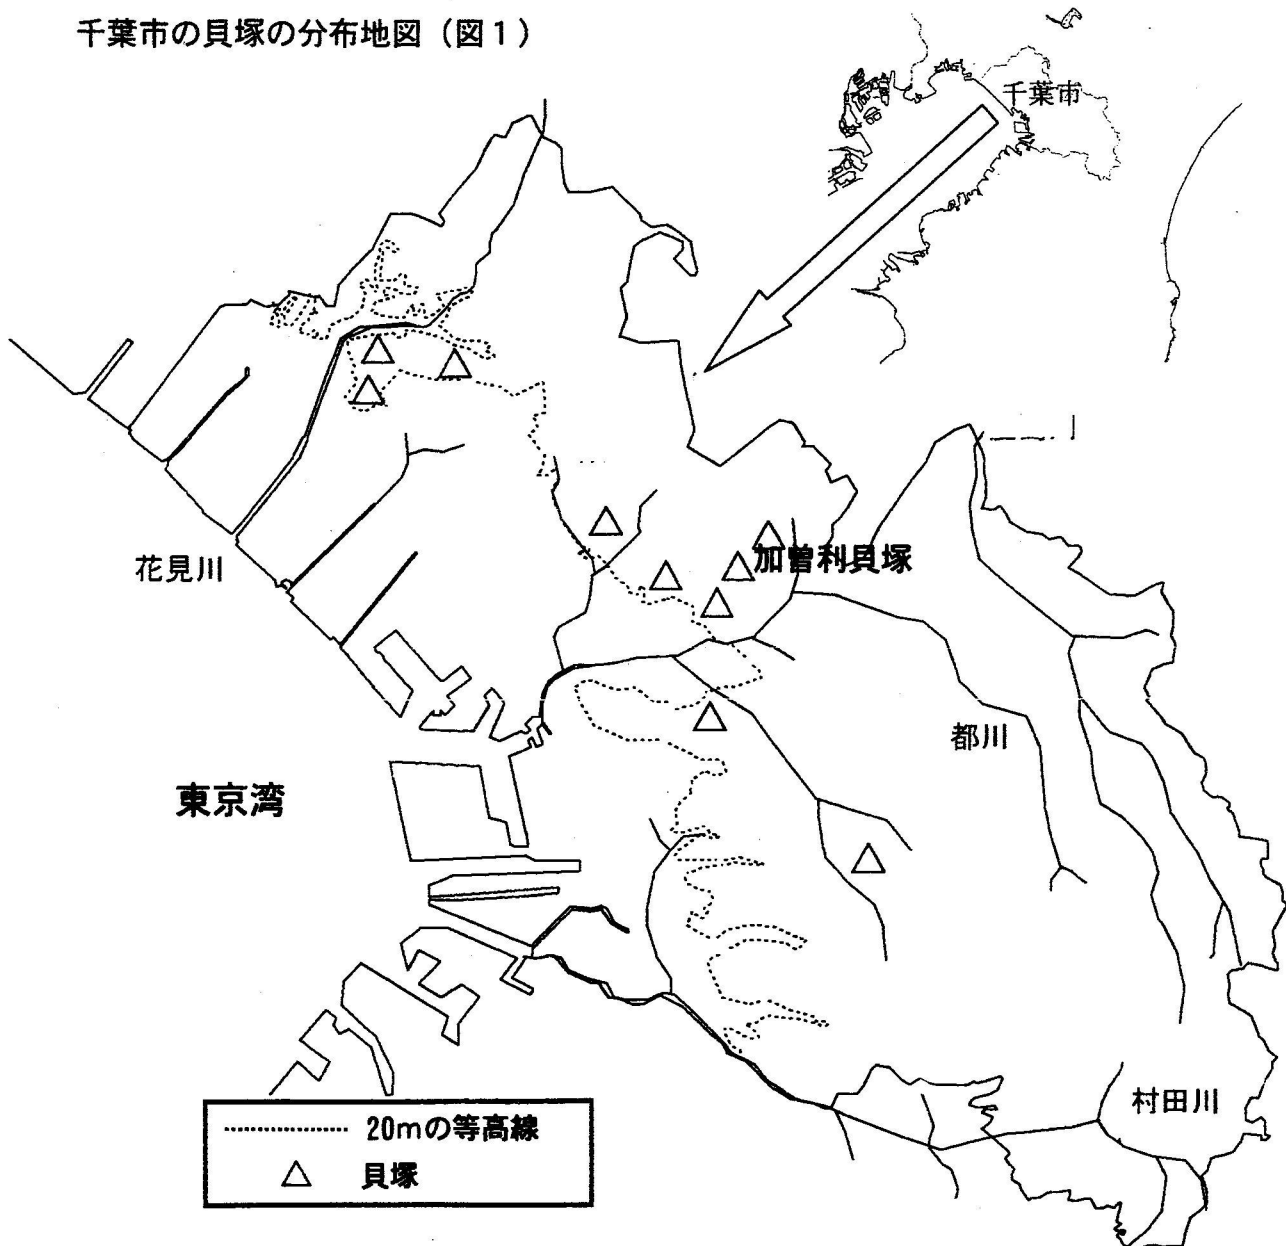 千葉市の貝塚の分布地図（図１）
千葉市
花見川
加曽利貝塚
都川
東京湾
村田川
20mの等高線
貝塚